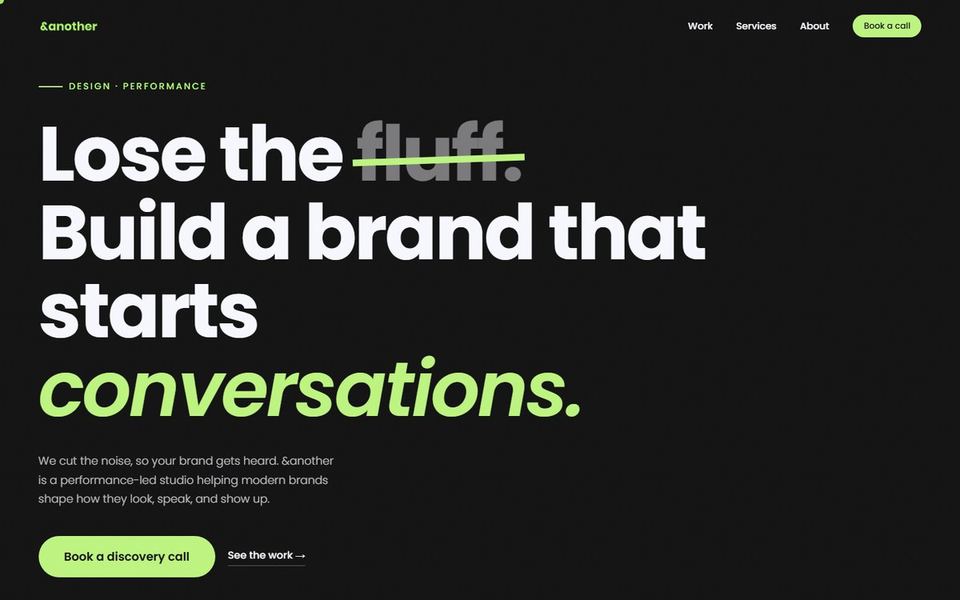 &another
Work
Services
About
Book a call
DESIGN · PERFORMANCE
Lose the fluff.
Build a brand that
starts
conversations.
We cut the noise, so your brand gets heard. &another
is a performance-led studio helping modern brands
shape how they look, speak, and show up.
Book a discovery call
See the work →